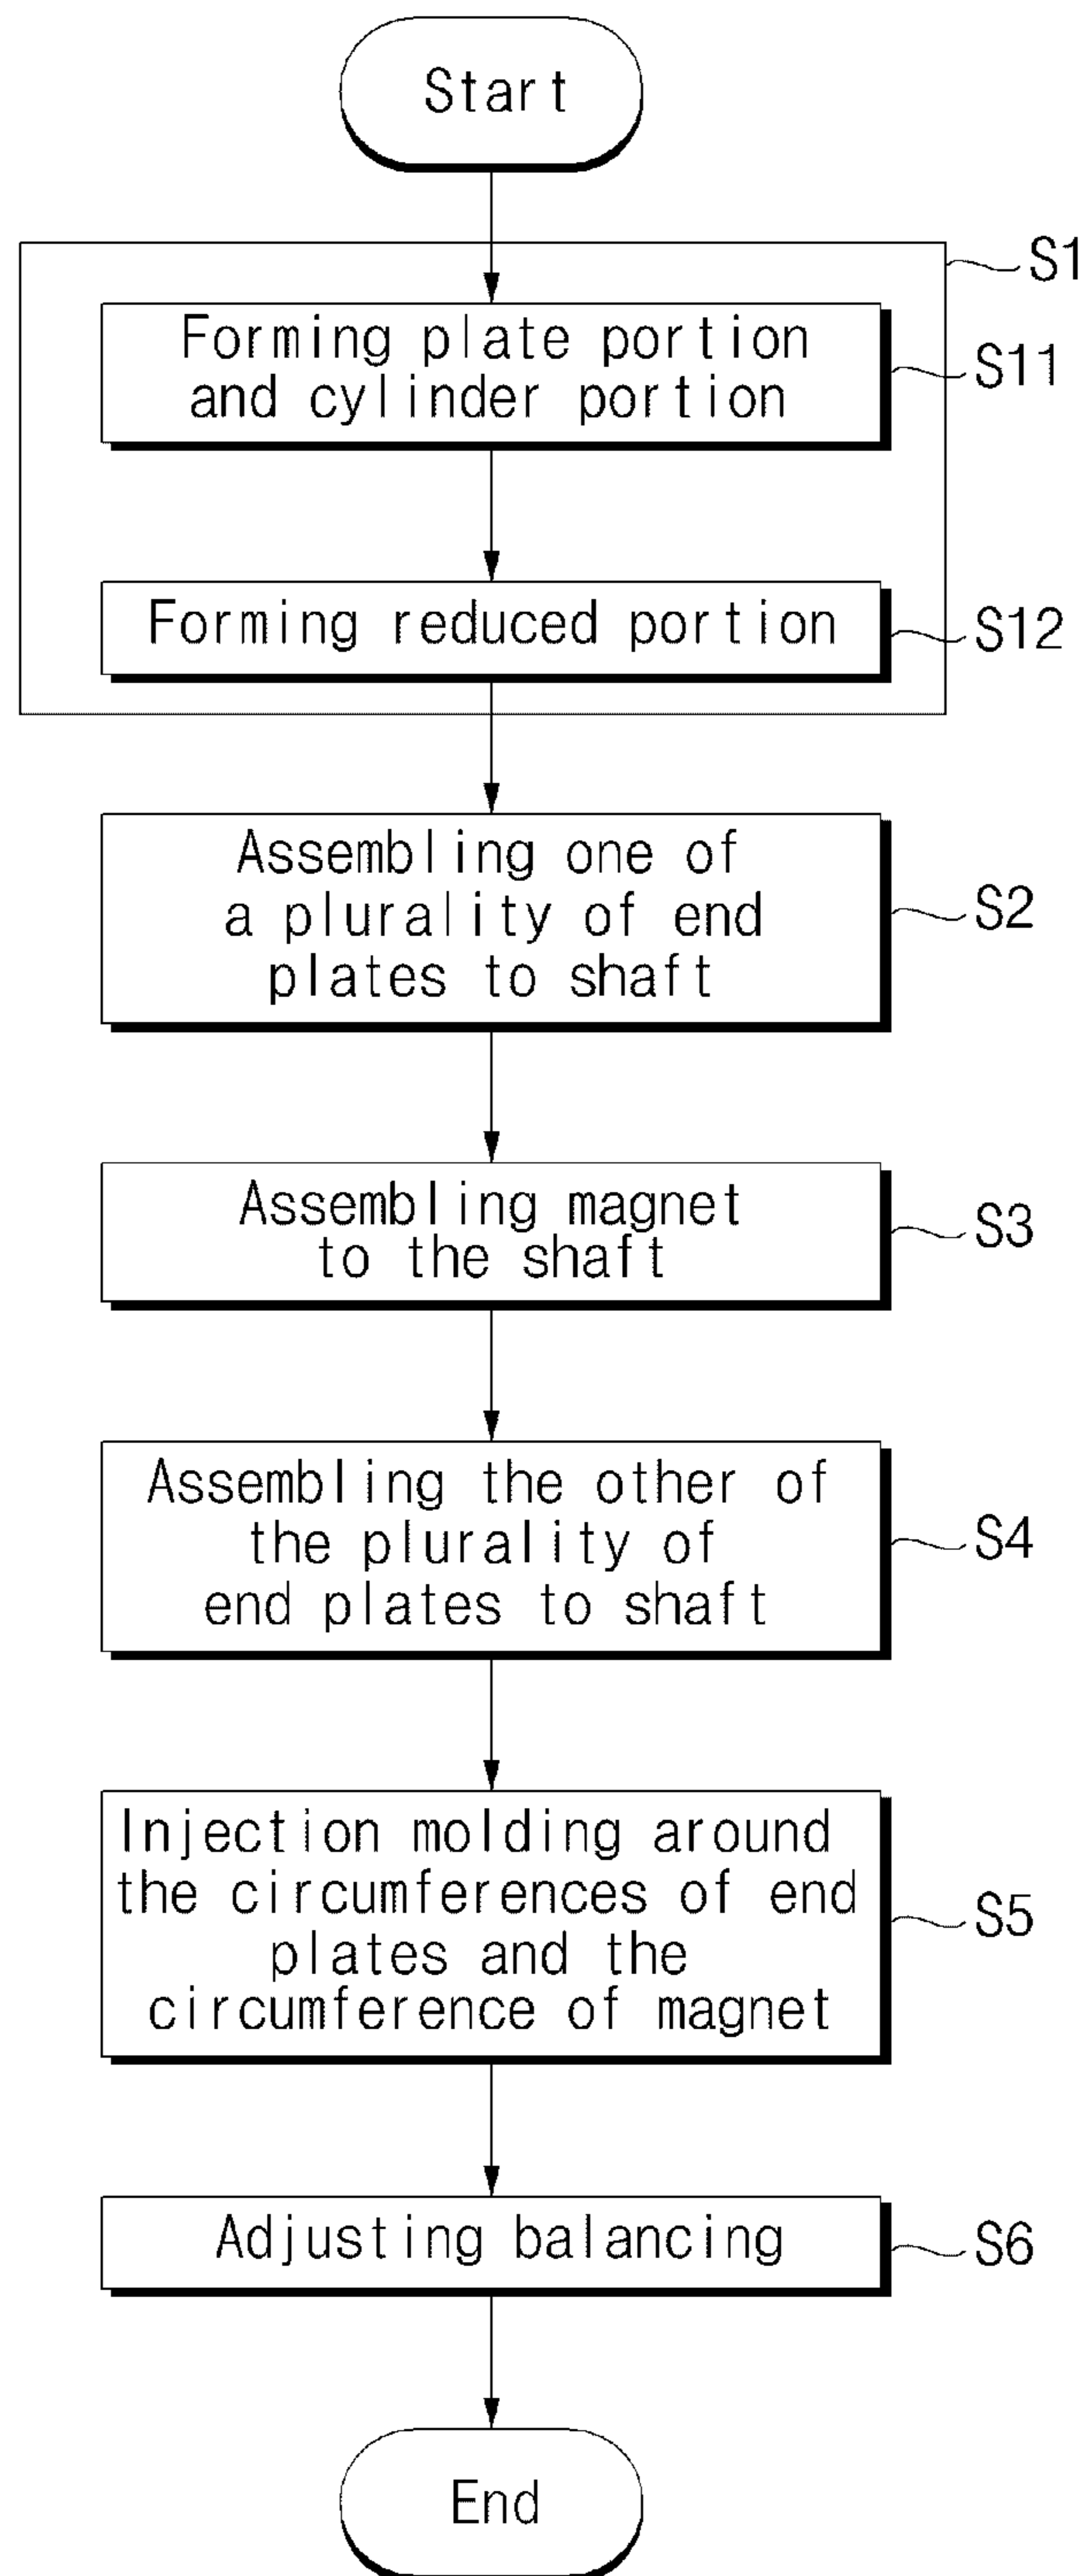 Start
S1
Forming plate portion
and cylinder portion
S11
Forming reduced portion
S12
Assembling one of
a plurality of end
plates to shaft
S2
Assembling magnet
to the shaft
S3
Assembling the other of
the plurality of
end plates to shaft
S4
Injection molding around
the circumferences of end
plates and the
circumference of magnet
S5
Adjusting balancing
S6
End